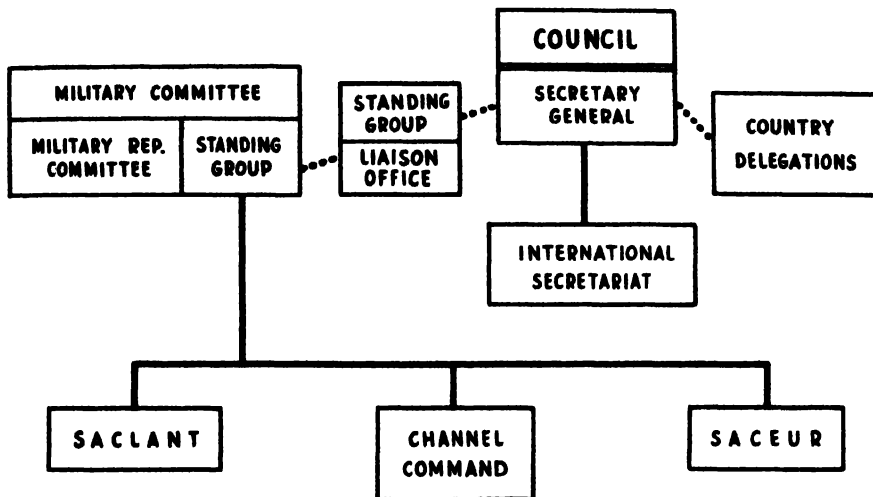 COUNCIL
MILITARY COMMITTEE
MILITARY REP.
COMMITTEE
STANDING
GROUP
STANDING
GROUP
LIAISON
OFFICE
SECRETARY
GENERAL
COUNTRY
DELEGATIONS
INTERNATIONAL
SECRETARIAT
SACLANT
CHANNEL
COMMAND
SACEUR